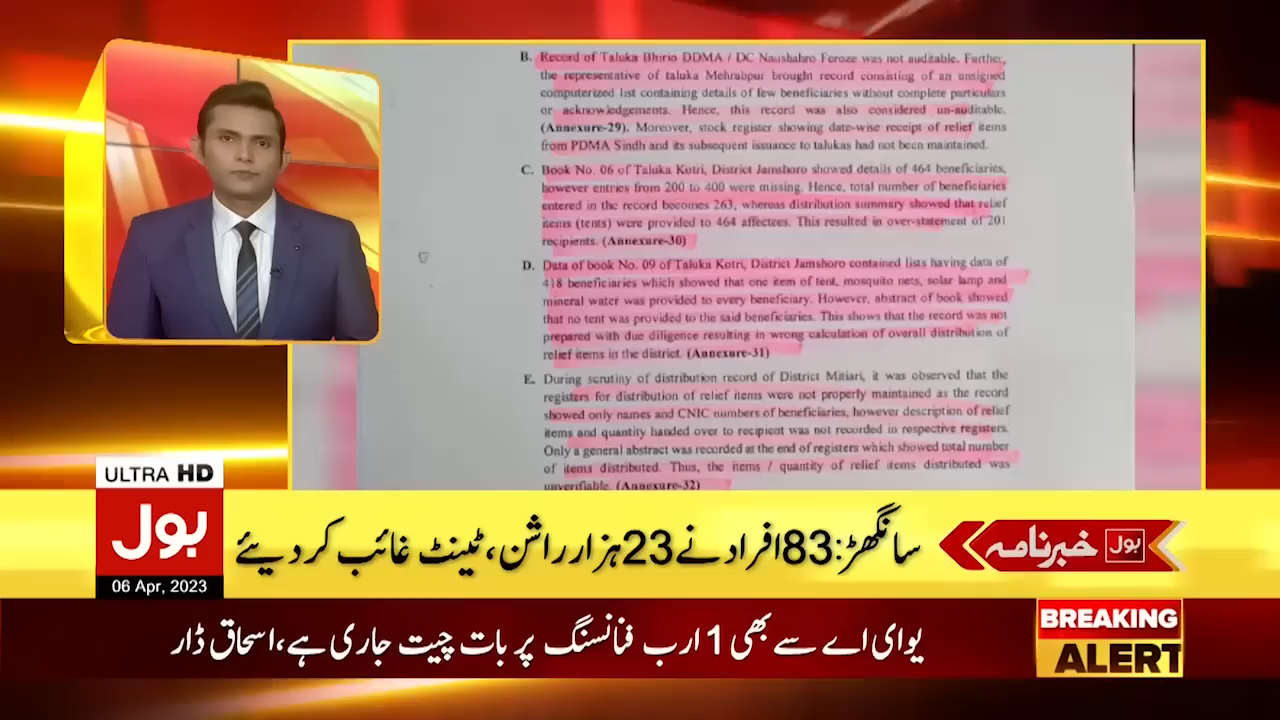 B. Record of Taluka Bhirio DDMA / DC Naushahro Feroze was not auditable. Further,
the representative of taluka Mehrabpur brought record consisting of an unsigned
computerized list containing details of few beneficiaries without complete particulars
or acknowledgements. Hence, this record was also considered un-auditable.
(Annexure-29). Moreover, stock register showing date-wise receipt of relief items
from PDMA Sindh and its subsequent issuance to talukas had not been maintained.
C. Book No. 06 of Taluka Kotri, District Jamshoro showed details of 464 beneficiaries,
however entries from 200 to 400 were missing. Hence, total number of beneficiaries
entered in the record becomes 263, whereas distribution summary showed that relief
items (tents) were provided to 464 affectees. This resulted in over-statement of 201
recipients. (Annexure-30)
D. Data of book No. 09 of Taluka Kotri, District Jamshoro contained lists having data of
418 beneficiaries which showed that one item of tent, mosquito nets, solar lamp and
mineral water was provided to every beneficiary. However, abstract of book showed
that no tent was provided to the said beneficiaries. This shows that the record was not
prepared with due diligence resulting in wrong calculation of overall distribution of
relief items in the district. (Annexure-31)
E. During scrutiny of distribution record of District Mitiari, it was observed that the
registers for distribution of relief items were not properly maintained as the record
showed only names and CNIC numbers of beneficiaries, however description of relief
items and quantity handed over to recipient was not recorded in respective registers.
Only a general abstract was recorded at the end of registers which showed total number
of items distributed. Thus, the items / quantity of relief items distributed was
unverifiable. (Annexure-32)
ULTRA HD
بول
06 Apr, 2023
بول خبرنامہ
سانگھڑ: 83 افراد نے 23 ہزار راشن، ٹینٹ غائب کر دیئے
BREAKING
ALERT
یو ای اے سے بھی 1 ارب فنانسنگ پر بات چیت جاری ہے، اسحاق ڈار